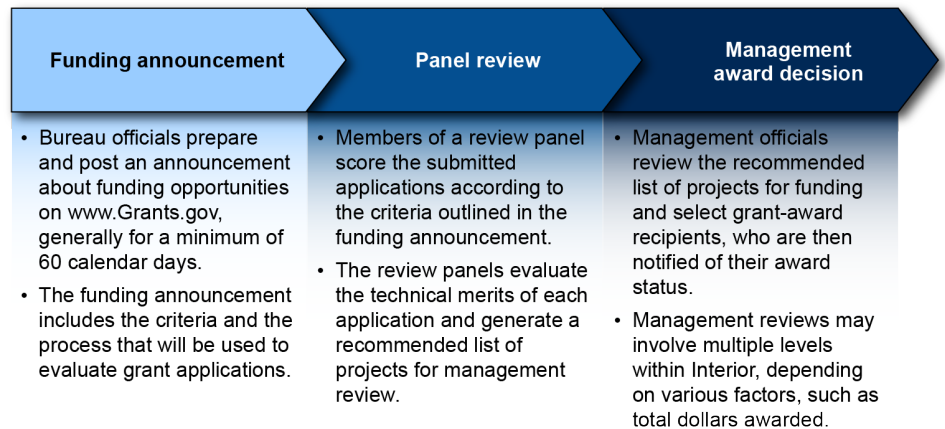 Funding announcement
Panel review
Management
award decision
• Bureau officials prepare
and post an announcement
about funding opportunities
on www.Grants.gov,
generally for a minimum of
60 calendar days.
• The funding announcement
includes the criteria and the
process that will be used to
evaluate grant applications.
• Members of a review panel
score the submitted
applications according to
the criteria outlined in the
funding announcement.
• The review panels evaluate
the technical merits of each
application and generate a
recommended list of
projects for management
review.
• Management officials
review the recommended
list of projects for funding
and select grant-award
recipients, who are then
notified of their award
status.
• Management reviews may
involve multiple levels
within Interior, depending
on various factors, such as
total dollars awarded.